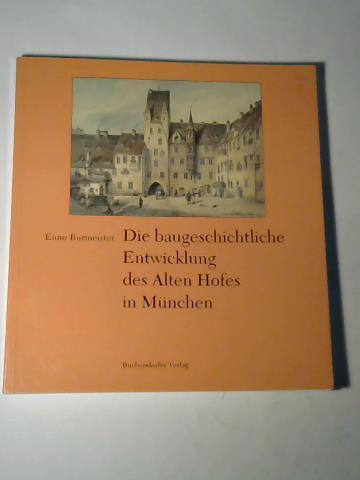 Enno Burmeister Die baugeschichtliche
Entwicklung
des Alten Hofes
in München
Buchendorfer Verlag